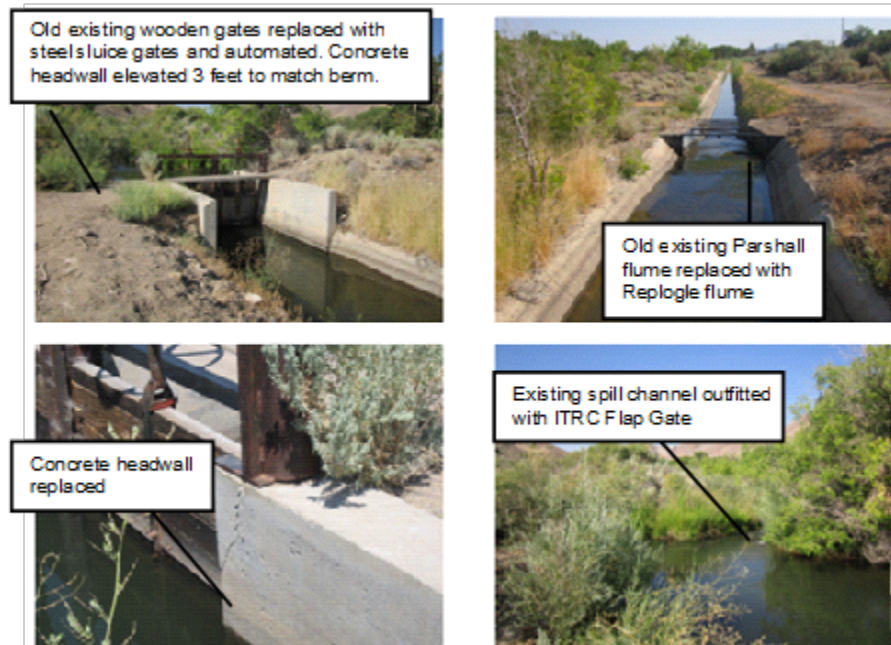 Old existing wooden gates replaced with
steel sluice gates and automated. Concrete
headwall elevated 3 feet to match berm.
Old existing Parshall
flume replaced with
Replogle flume
Concrete headwall
replaced
Existing spill channel outfitted
with ITRC Flap Gate